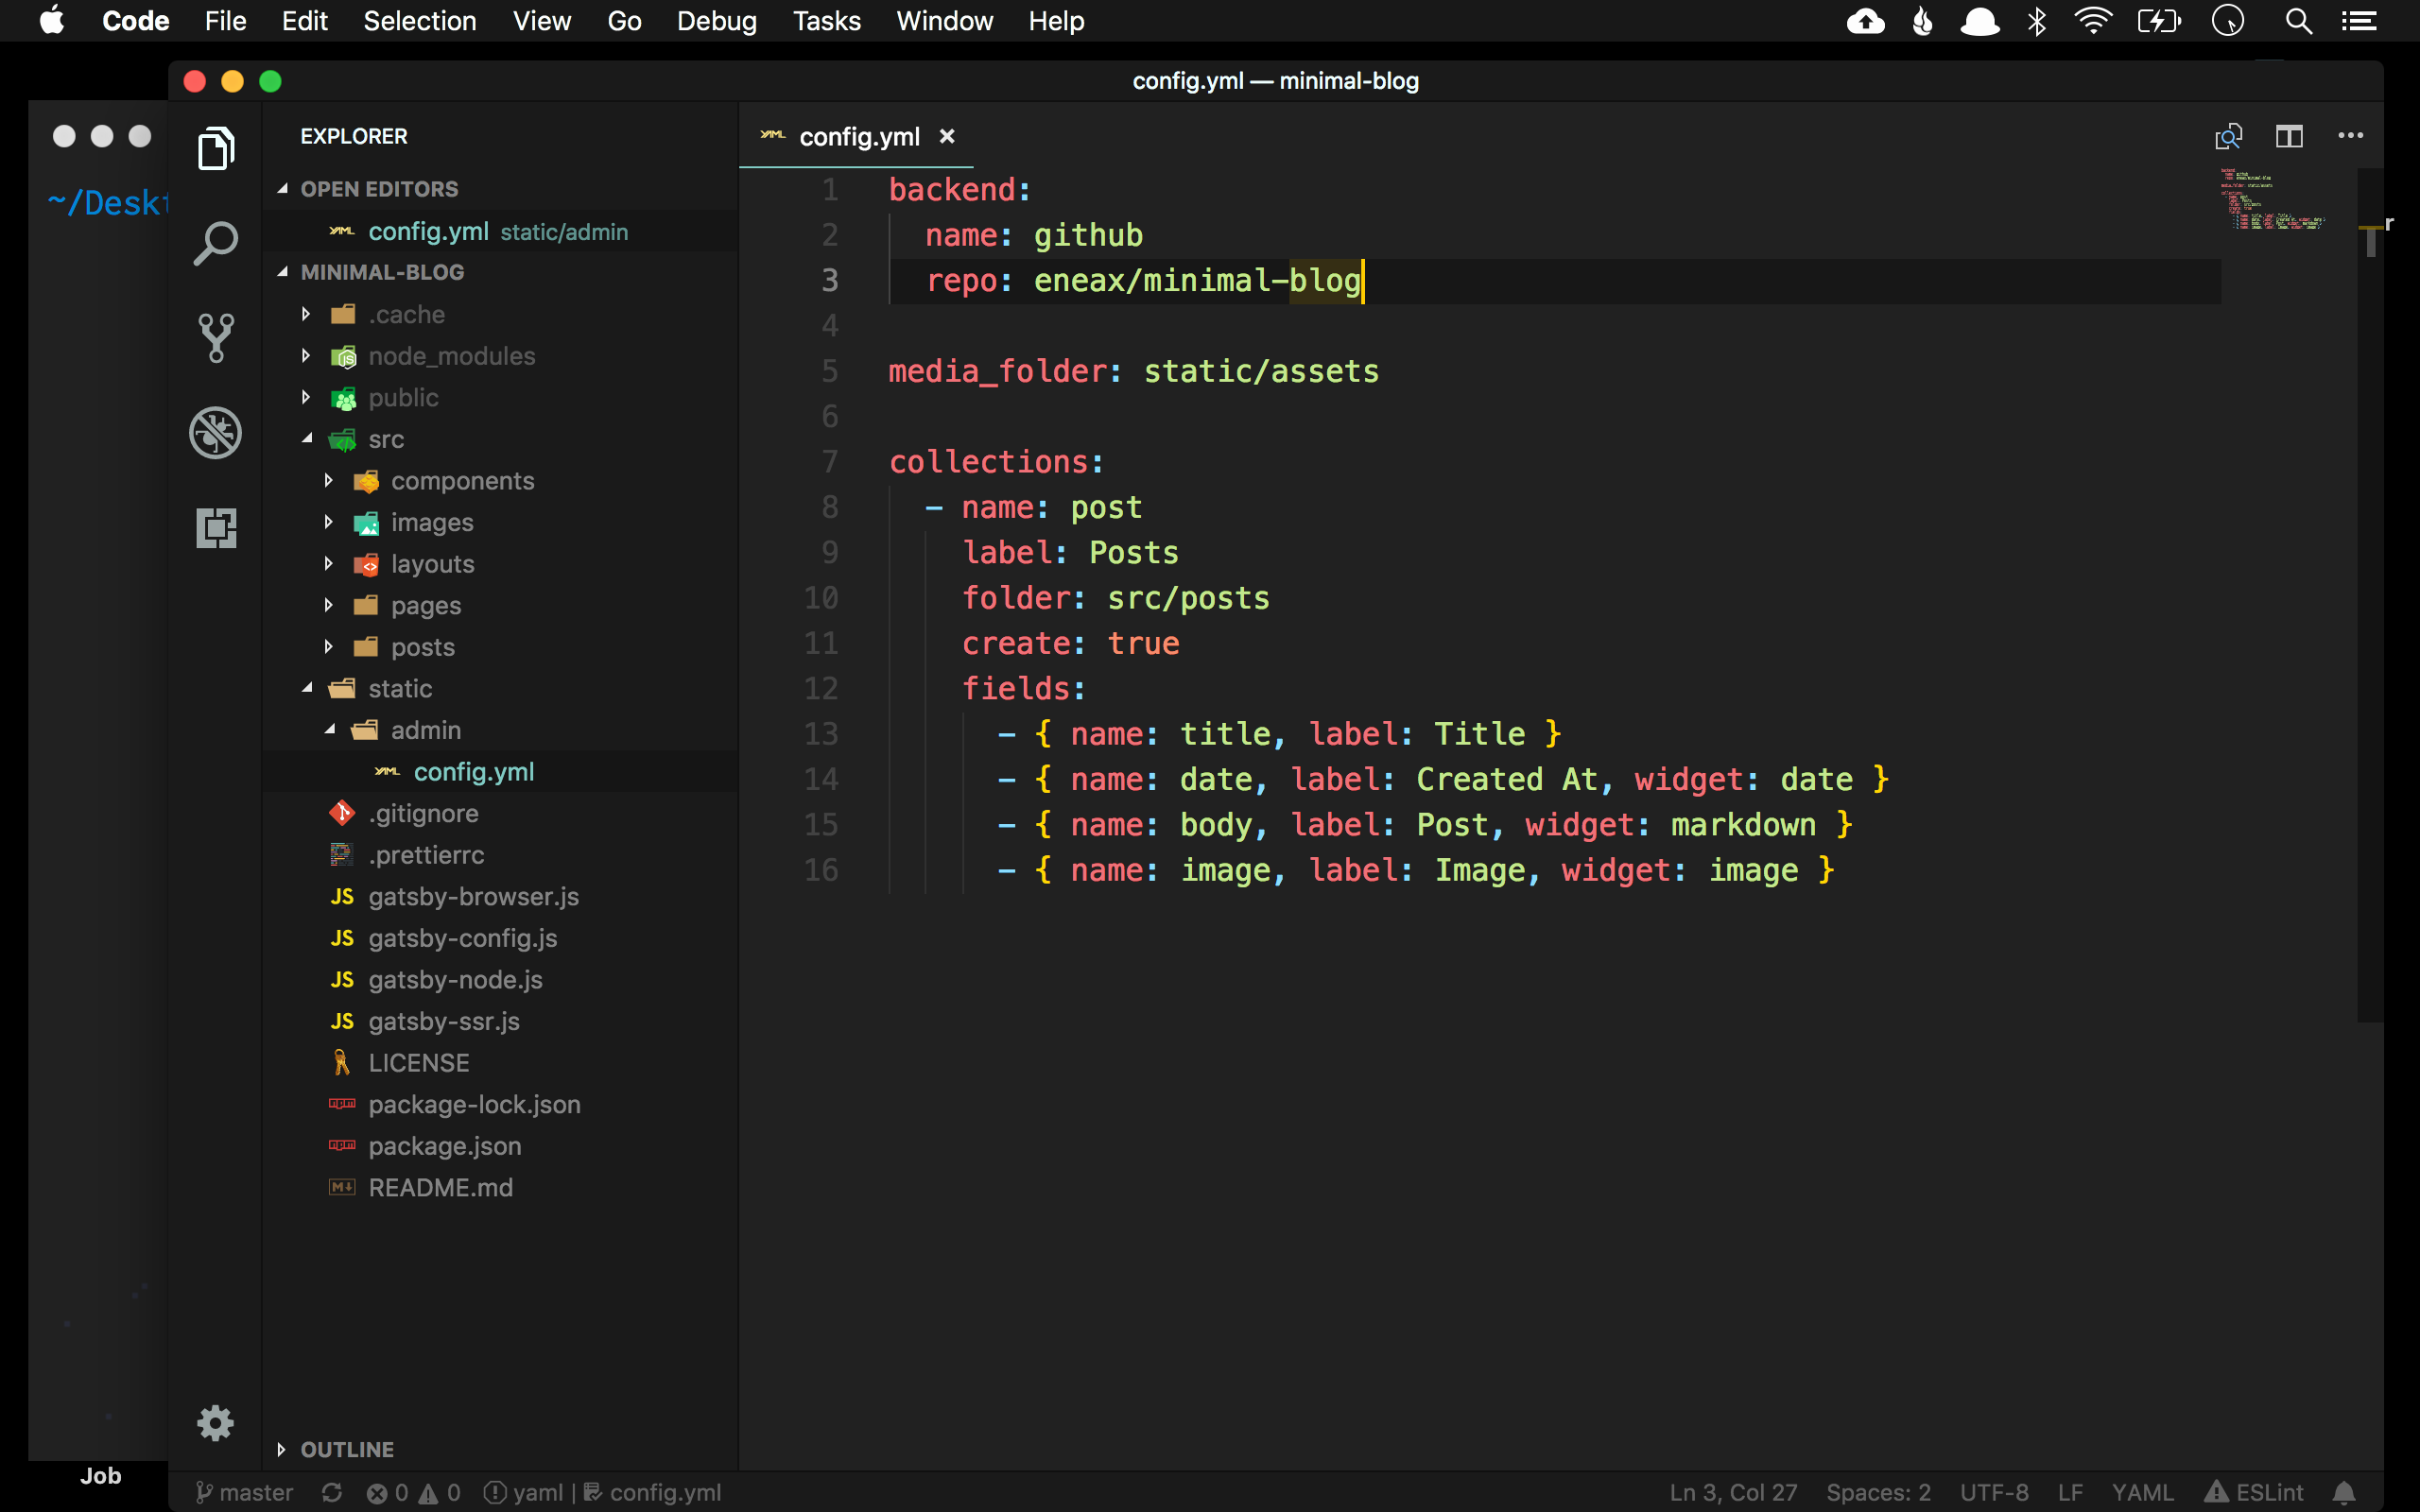 Code File Edit Selection View Go Debug Tasks Window Help
config.yml — minimal-blog
~/Deskt
EXPLORER
OPEN EDITORS
config.yml static/admin
MINIMAL-BLOG
.cache
node_modules
public
src
components
images
layouts
pages
posts
static
admin
config.yml
.gitignore
.prettierrc
JS gatsby-browser.js
JS gatsby-config.js
JS gatsby-node.js
JS gatsby-ssr.js
LICENSE
package-lock.json
package.json
README.md
OUTLINE
config.yml
1 backend:
2 name: github
3 repo: eneax/minimal-blog
4
5 media_folder: static/assets
6
7 collections:
8 - name: post
9 label: Posts
10 folder: src/posts
11 create: true
12 fields:
13 - { name: title, label: Title }
14 - { name: date, label: Created At, widget: date }
15 - { name: body, label: Post, widget: markdown }
16 - { name: image, label: Image, widget: image }
r
Job
master 0 0 yaml | config.yml Ln 3, Col 27 Spaces: 2 UTF-8 LF YAML ESLint